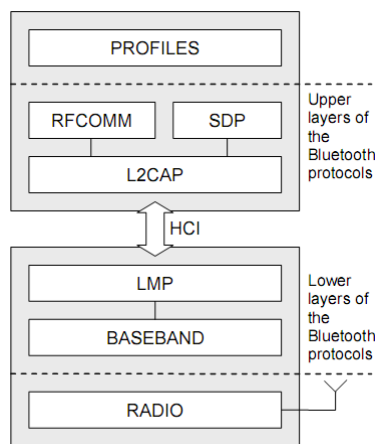 PROFILES
RFCOMM
SDP
L2CAP
Upper
layers of
the
Bluetooth
protocols
HCI
LMP
BASEBAND
Lower
layers of
the
Bluetooth
protocols
RADIO